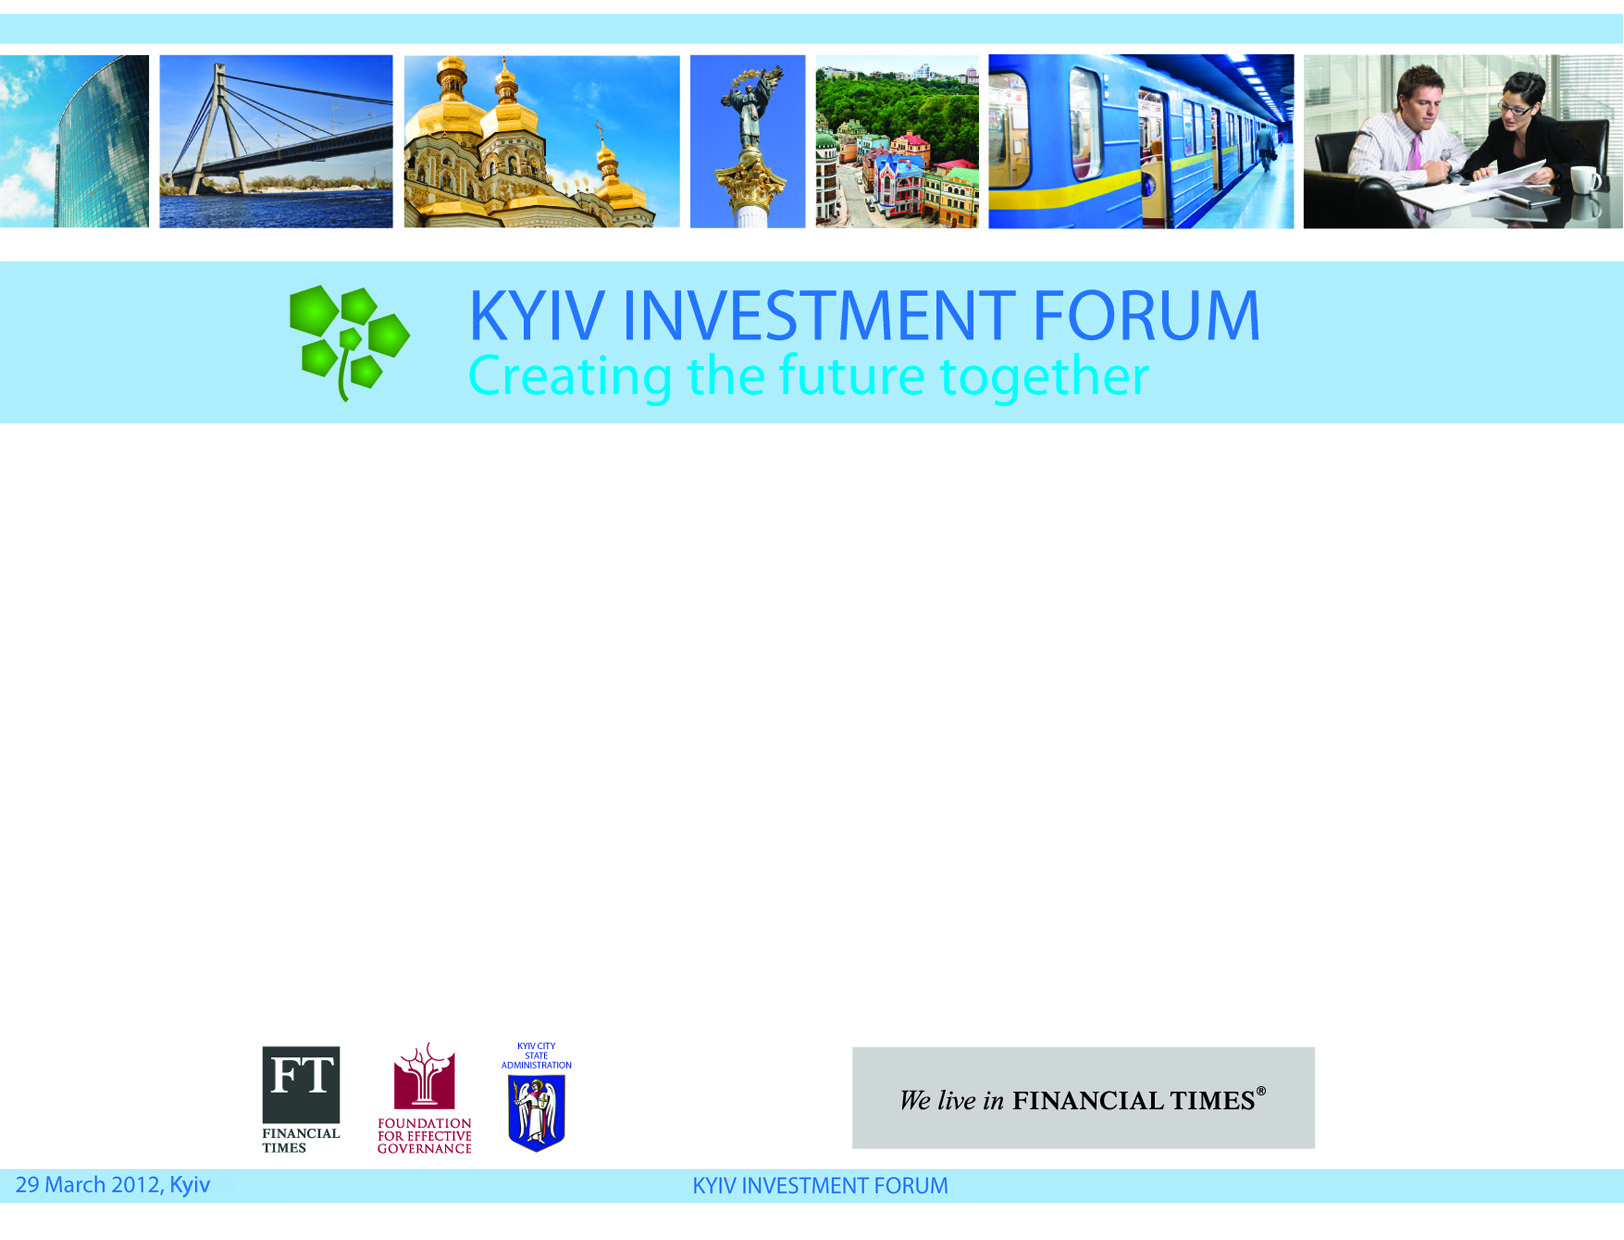 KYIV INVESTMENT FORUM
Creating the future together
FT
FINANCIAL
TIMES
FOUNDATION
FOR EFFECTIVE
GOVERNANCE
KYIV CITY
STATE
ADMINISTRATION
We live in FINANCIAL TIMES®
29 March 2012, Kyiv
KYIV INVESTMENT FORUM